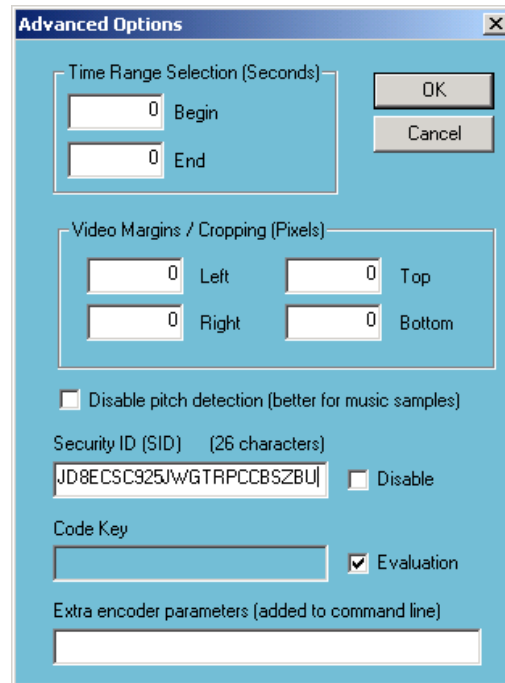 Advanced Options
Time Range Selection (Seconds)
0 Begin
0 End
OK
Cancel
Video Margins / Cropping (Pixels)
0 Left 0 Top
0 Right 0 Bottom
Disable pitch detection (better for music samples)
Security ID (SID) (26 characters)
JD8ECSC925JWGTRPCCBSZBU
Disable
Code Key
Evaluation
Extra encoder parameters (added to command line)